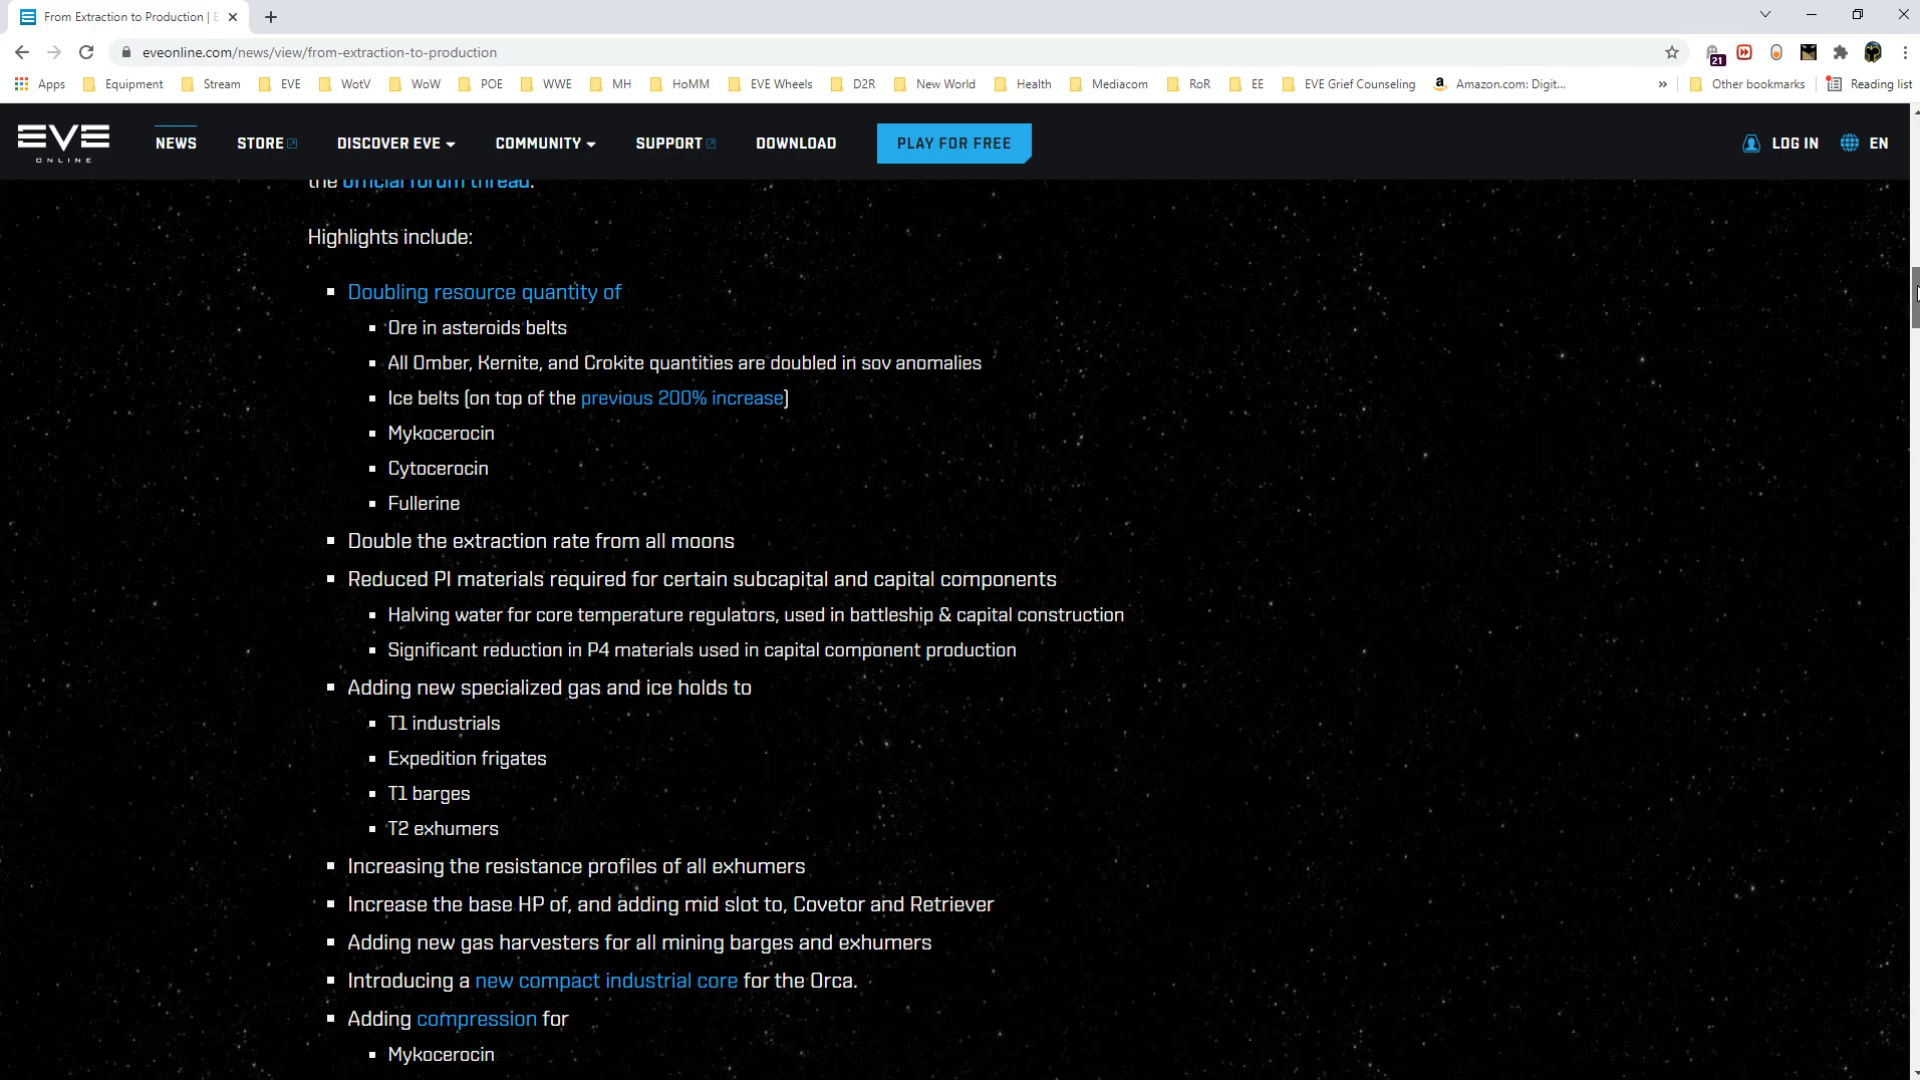 From Extraction to Production | E
eveonline.com/news/view/from-extraction-to-production
21
Apps Equipment Stream EVE WotV WoW POE WWE MH HoMM EVE Wheels D2R New World Health Mediacom RoR EE EVE Grief Counseling Amazon.com: Digit... » Other bookmarks Reading list
EVE ONLINE NEWS STORE DISCOVER EVE COMMUNITY SUPPORT DOWNLOAD PLAY FOR FREE LOG IN EN
the official forum thread.
Highlights include:
Doubling resource quantity of
Ore in asteroids belts
All Omber, Kernite, and Crokite quantities are doubled in sov anomalies
Ice belts (on top of the previous 200% increase)
Mykocerocin
Cytocerocin
Fullerine
Double the extraction rate from all moons
Reduced PI materials required for certain subcapital and capital components
Halving water for core temperature regulators, used in battleship & capital construction
Significant reduction in P4 materials used in capital component production
Adding new specialized gas and ice holds to
T1 industrials
Expedition frigates
T1 barges
T2 exhumers
Increasing the resistance profiles of all exhumers
Increase the base HP of, and adding mid slot to, Covetor and Retriever
Adding new gas harvesters for all mining barges and exhumers
Introducing a new compact industrial core for the Orca.
Adding compression for
Mykocerocin